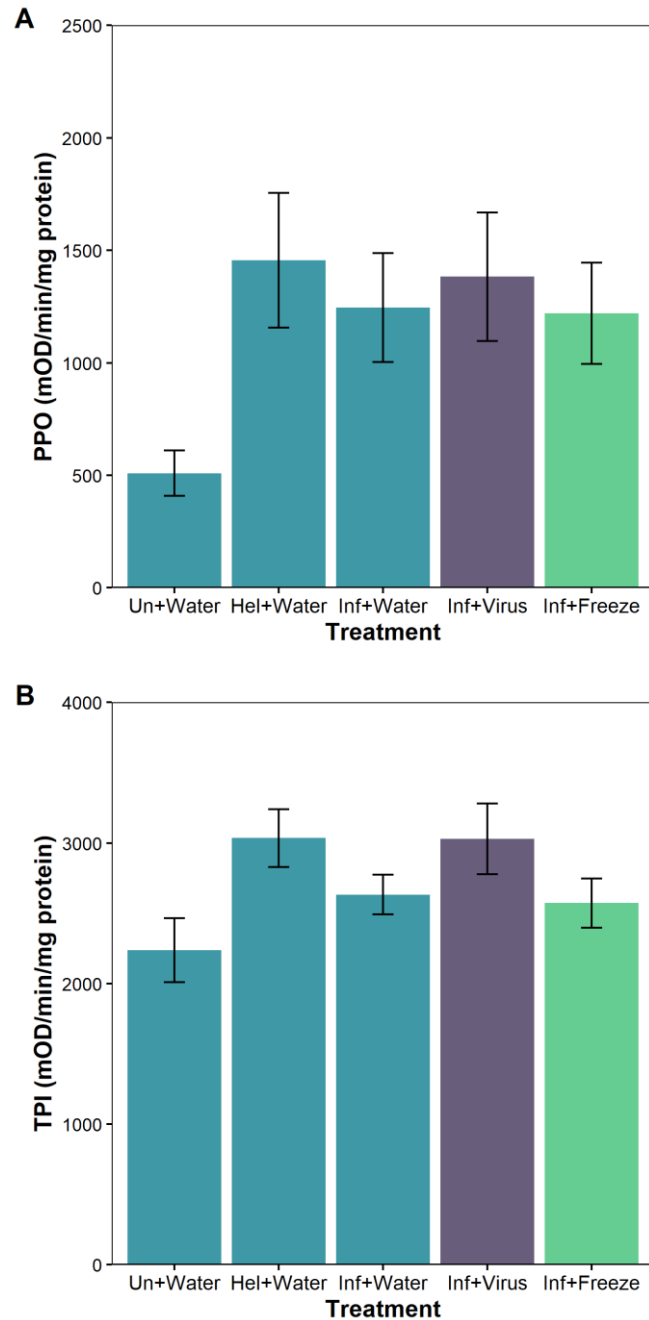 A
PPO (mOD/min/mg protein)
2500
2000
1500
1000
500
0
Un+Water Hel+Water Inf+Water Inf+Virus Inf+Freeze
Treatment
B
TPI (mOD/min/mg protein)
4000
3000
2000
1000
0
Un+Water Hel+Water Inf+Water Inf+Virus Inf+Freeze
Treatment